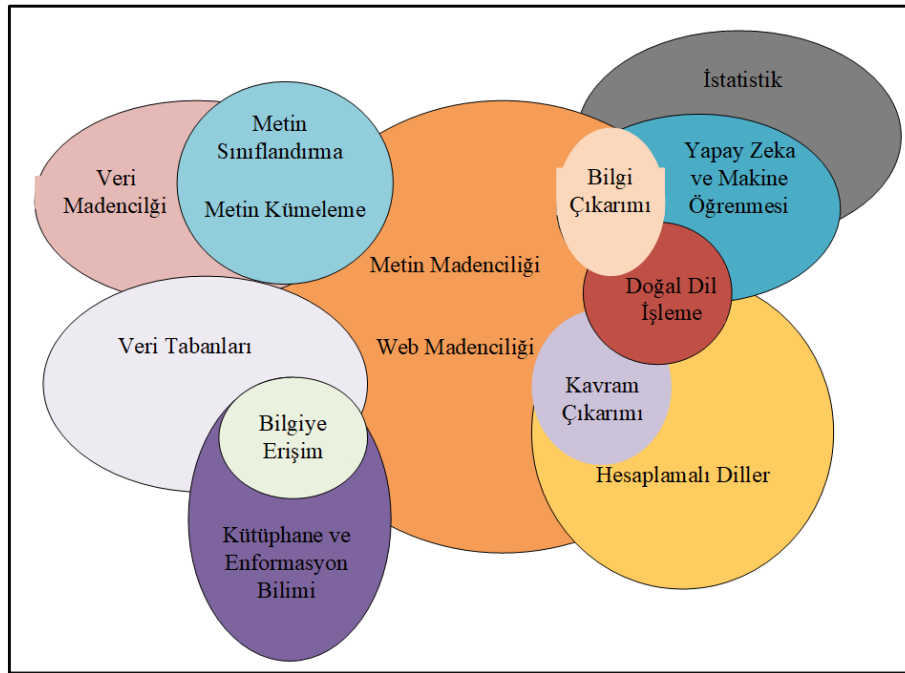 İstatistik
Metin
Sınıflandırma
Metin Kümeleme
Veri
Madencilği
Yapay Zeka
ve Makine
Öğrenmesi
Bilgi
Çıkarımı
Metin Madenciliği
Web Madenciliği
Doğal Dil
İşleme
Veri Tabanları
Kavram
Çıkarımı
Bilgiye
Erişim
Hesaplamalı Diller
Kütüphane ve
Enformasyon
Bilimi